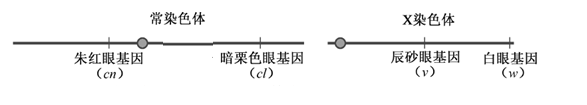 常染色体 X染色体
朱红眼基因 暗栗色眼基因 辰砂眼基因 白眼基因
（cn） （cl） （v） （w）